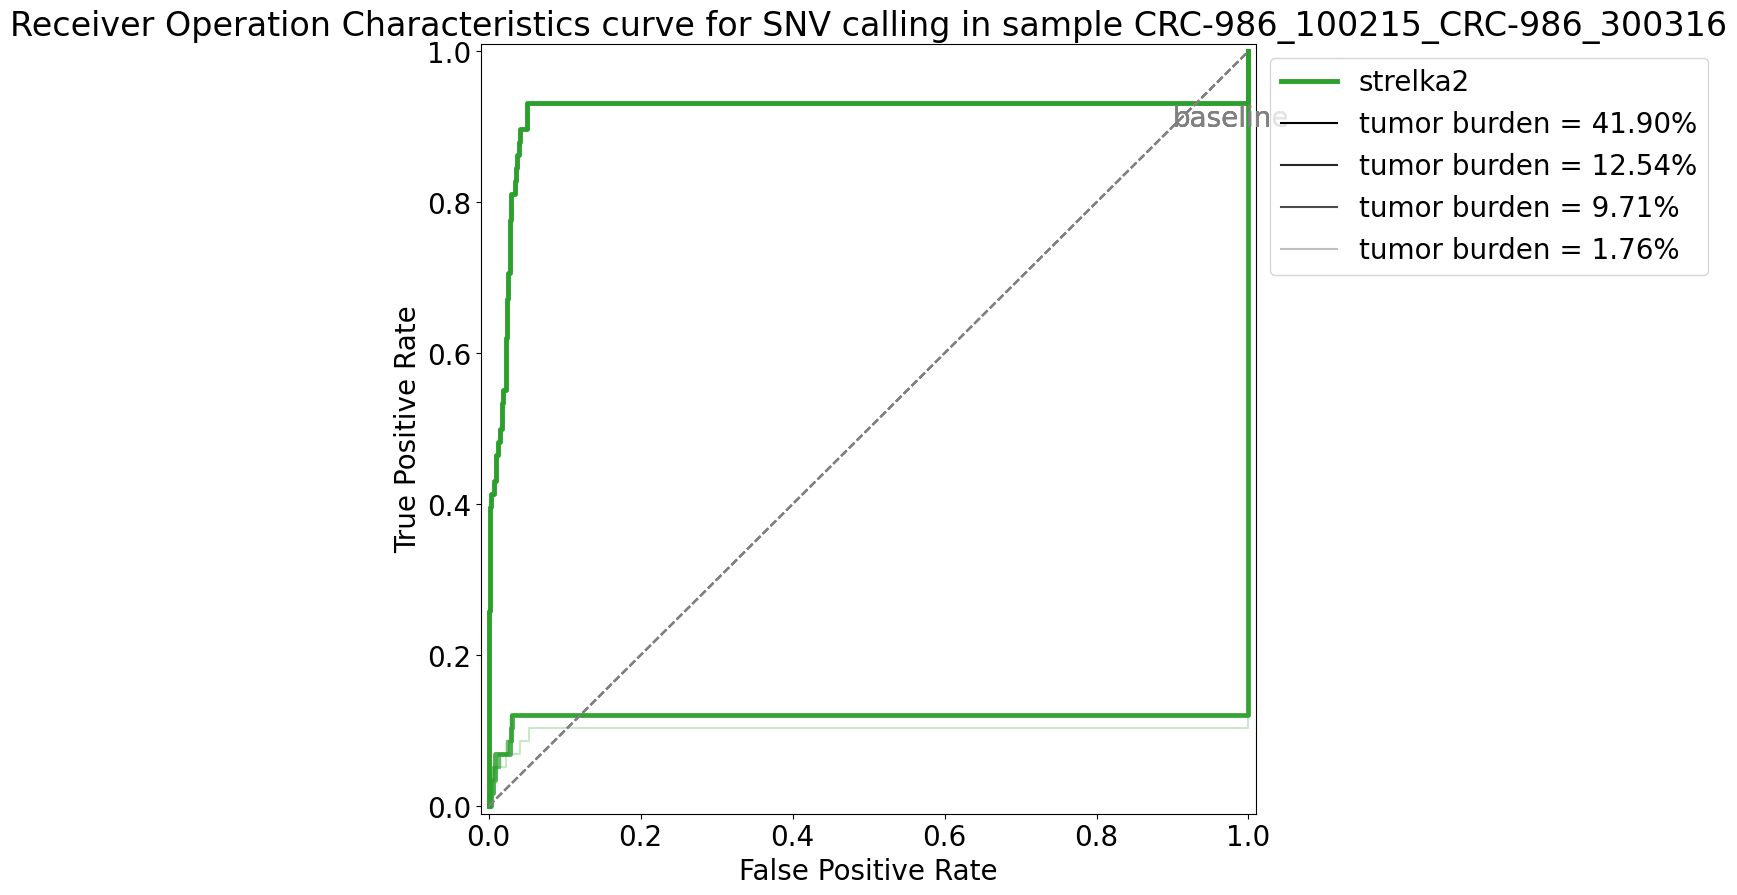 Receiver Operation Characteristics curve for SNV calling in sample CRC-986_100215_CRC-986_300316
strelka2
tumor burden = 41.90%
tumor burden = 12.54%
tumor burden = 9.71%
tumor burden = 1.76%
baseline
True Positive Rate
1.0
0.8
0.6
0.4
0.2
0.0
0.0 0.2 0.4 0.6 0.8 1.0
False Positive Rate